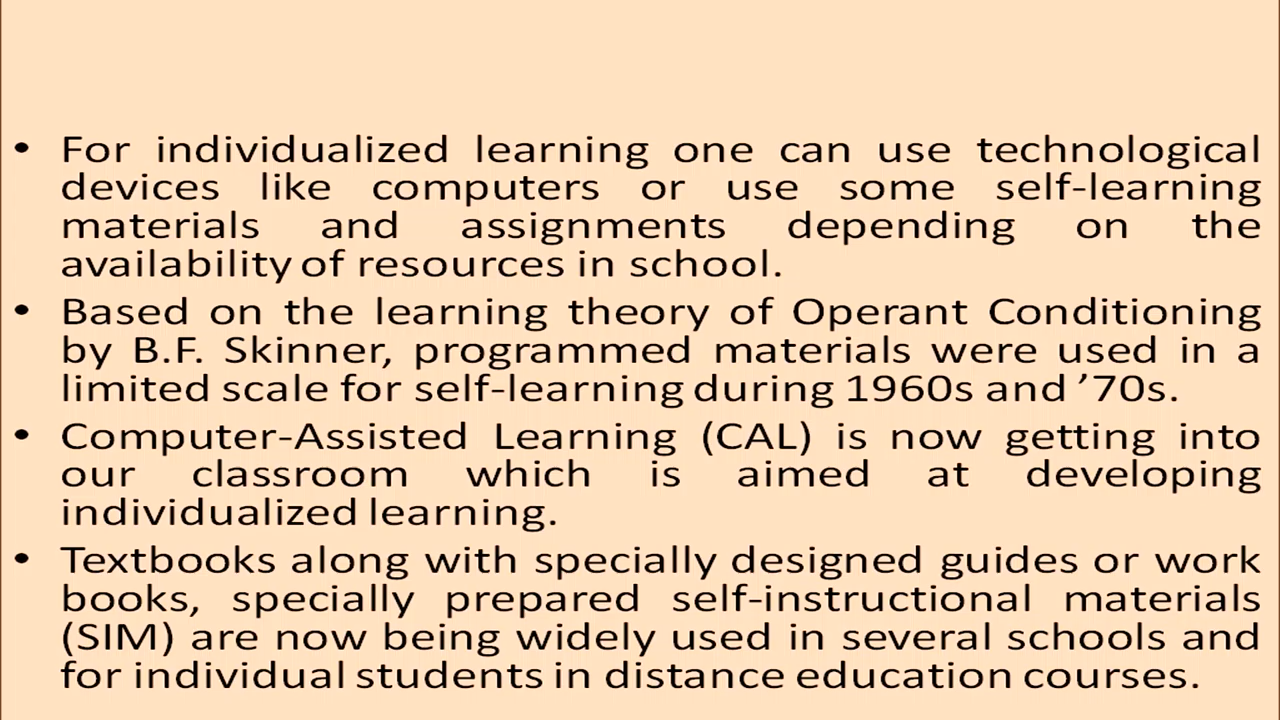 • For individualized learning one can use technological
devices like computers or use some self-learning
materials and assignments depending on the
availability of resources in school.
• Based on the learning theory of Operant Conditioning
by B.F. Skinner, programmed materials were used in a
limited scale for self-learning during 1960s and ’70s.
• Computer-Assisted Learning (CAL) is now getting into
our classroom which is aimed at developing
individualized learning.
• Textbooks along with specially designed guides or work
books, specially prepared self-instructional materials
(SIM) are now being widely used in several schools and
for individual students in distance education courses.